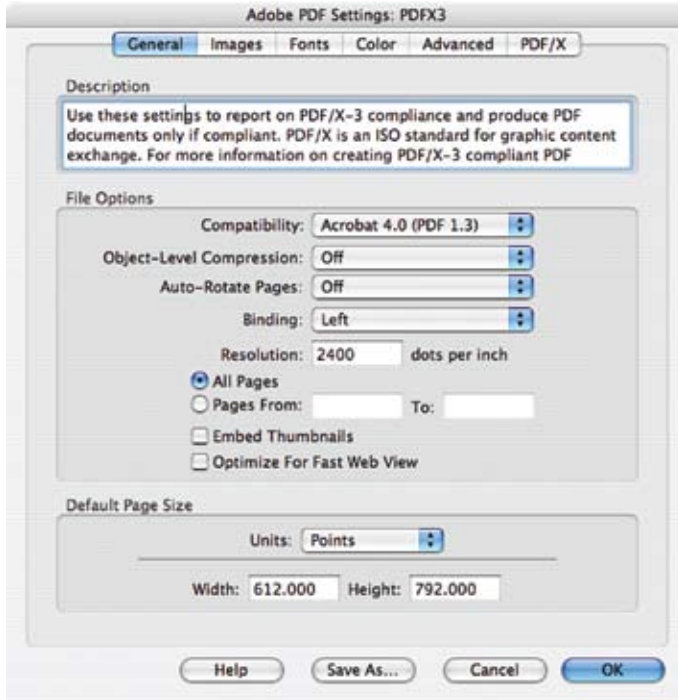 Adobe PDF Settings: PDFX3
General Images Fonts Color Advanced PDF/X
Description
Use these settings to report on PDF/X-3 compliance and produce PDF
documents only if compliant. PDF/X is an ISO standard for graphic content
exchange. For more information on creating PDF/X-3 compliant PDF
File Options
Compatibility: Acrobat 4.0 (PDF 1.3)
Object-Level Compression: Off
Auto-Rotate Pages: Off
Binding: Left
Resolution: 2400 dots per inch
All Pages
Pages From: To:
Embed Thumbnails
Optimize For Fast Web View
Default Page Size
Units: Points
Width: 612.000 Height: 792.000
Help Save As... Cancel OK